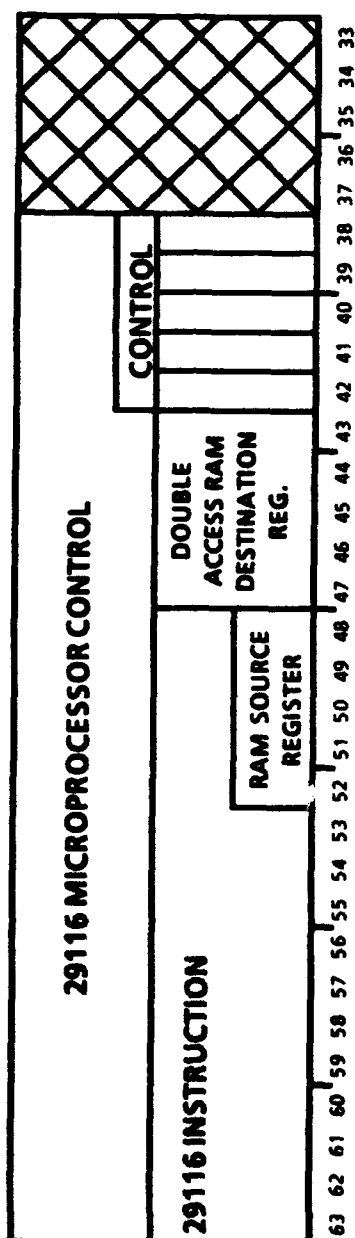 29116 MICROPROCESSOR CONTROL
29116 INSTRUCTION
CONTROL
DOUBLE
ACCESS RAM
DESTINATION
REG.
RAM SOURCE
REGISTER
63 62 61 60 59 58 57 56 55 54 53 52 51 50 49 48 47 46 45 44 43 42 41 40 39 38 37 36 35 34 33